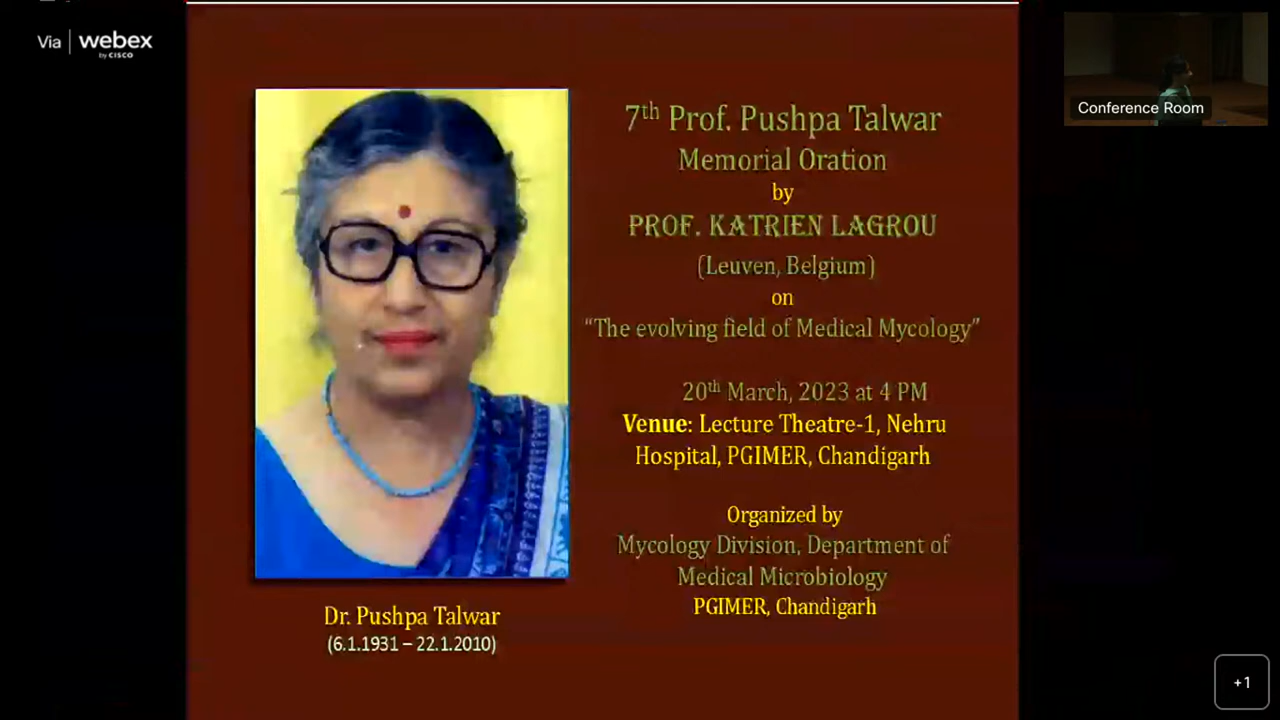 Via | webex
by CISCO
Conference Room
7th Prof. Pushpa Talwar
Memorial Oration
by
PROF. KATRIEN LAGROU
(Leuven, Belgium)
on
“The evolving field of Medical Mycology”
20th March, 2023 at 4 PM
Venue: Lecture Theatre-1, Nehru
Hospital, PGIMER, Chandigarh
Organized by
Mycology Division, Department of
Medical Microbiology
PGIMER, Chandigarh
Dr. Pushpa Talwar
(6.1.1931 – 22.1.2010)
+1